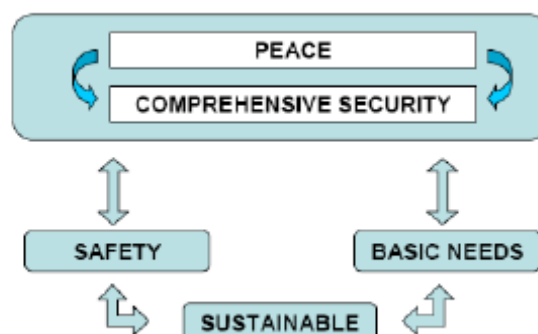 PEACE
COMPREHENSIVE SECURITY
SAFETY
BASIC NEEDS
SUSTAINABLE